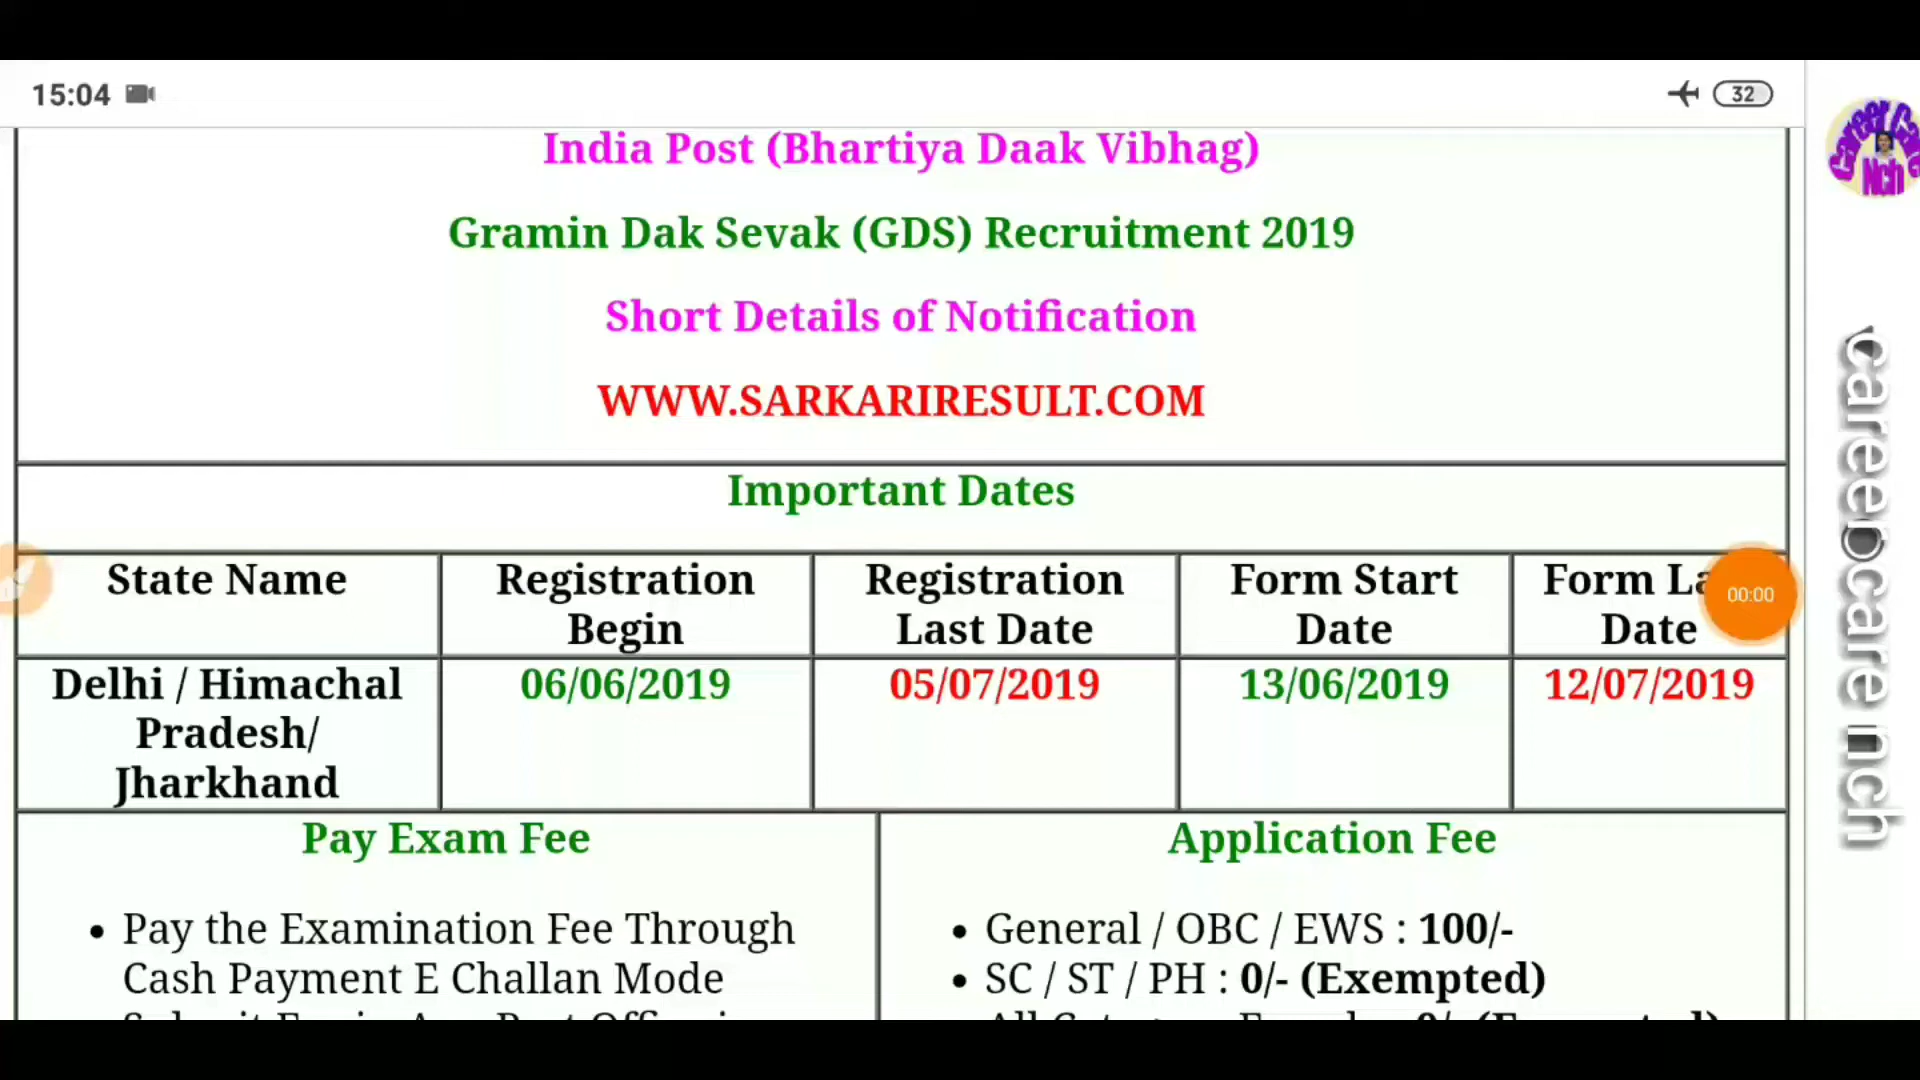 15:04
32
India Post (Bhartiya Daak Vibhag)
Gramin Dak Sevak (GDS) Recruitment 2019
Short Details of Notification
WWW.SARKARIRESULT.COM
Important Dates
State Name
Registration
Begin
Registration
Last Date
Form Start
Date
Form
Date
00:00
Delhi / Himachal
Pradesh/
Jharkhand
06/06/2019
05/07/2019
13/06/2019
12/07/2019
Pay Exam Fee
Application Fee
• Pay the Examination Fee Through
Cash Payment E Challan Mode
• General / OBC / EWS : 100/-
• SC / ST / PH : 0/- (Exempted)
Nch
career care nch